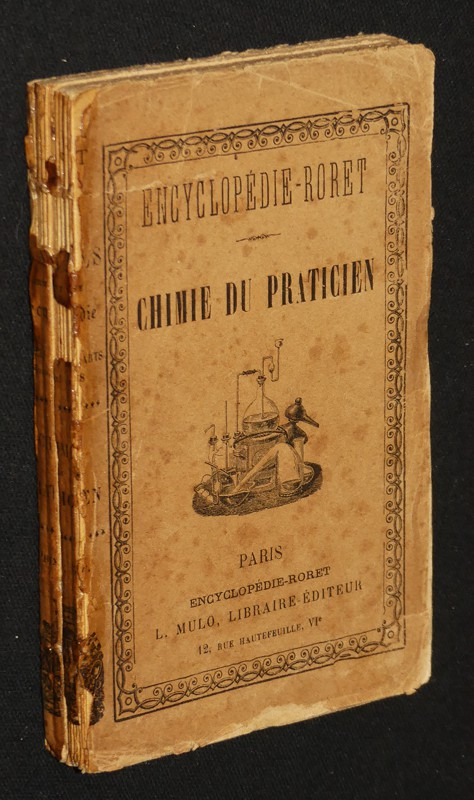 ENCYCLOPÉDIE-RORET
CHIMIE DU PRATICIEN
PARIS
ENCYCLOPÉDIE-RORET
L. MULO, LIBRAIRE-ÉDITEUR
12, RUE HAUTEFEUILLE, VIe